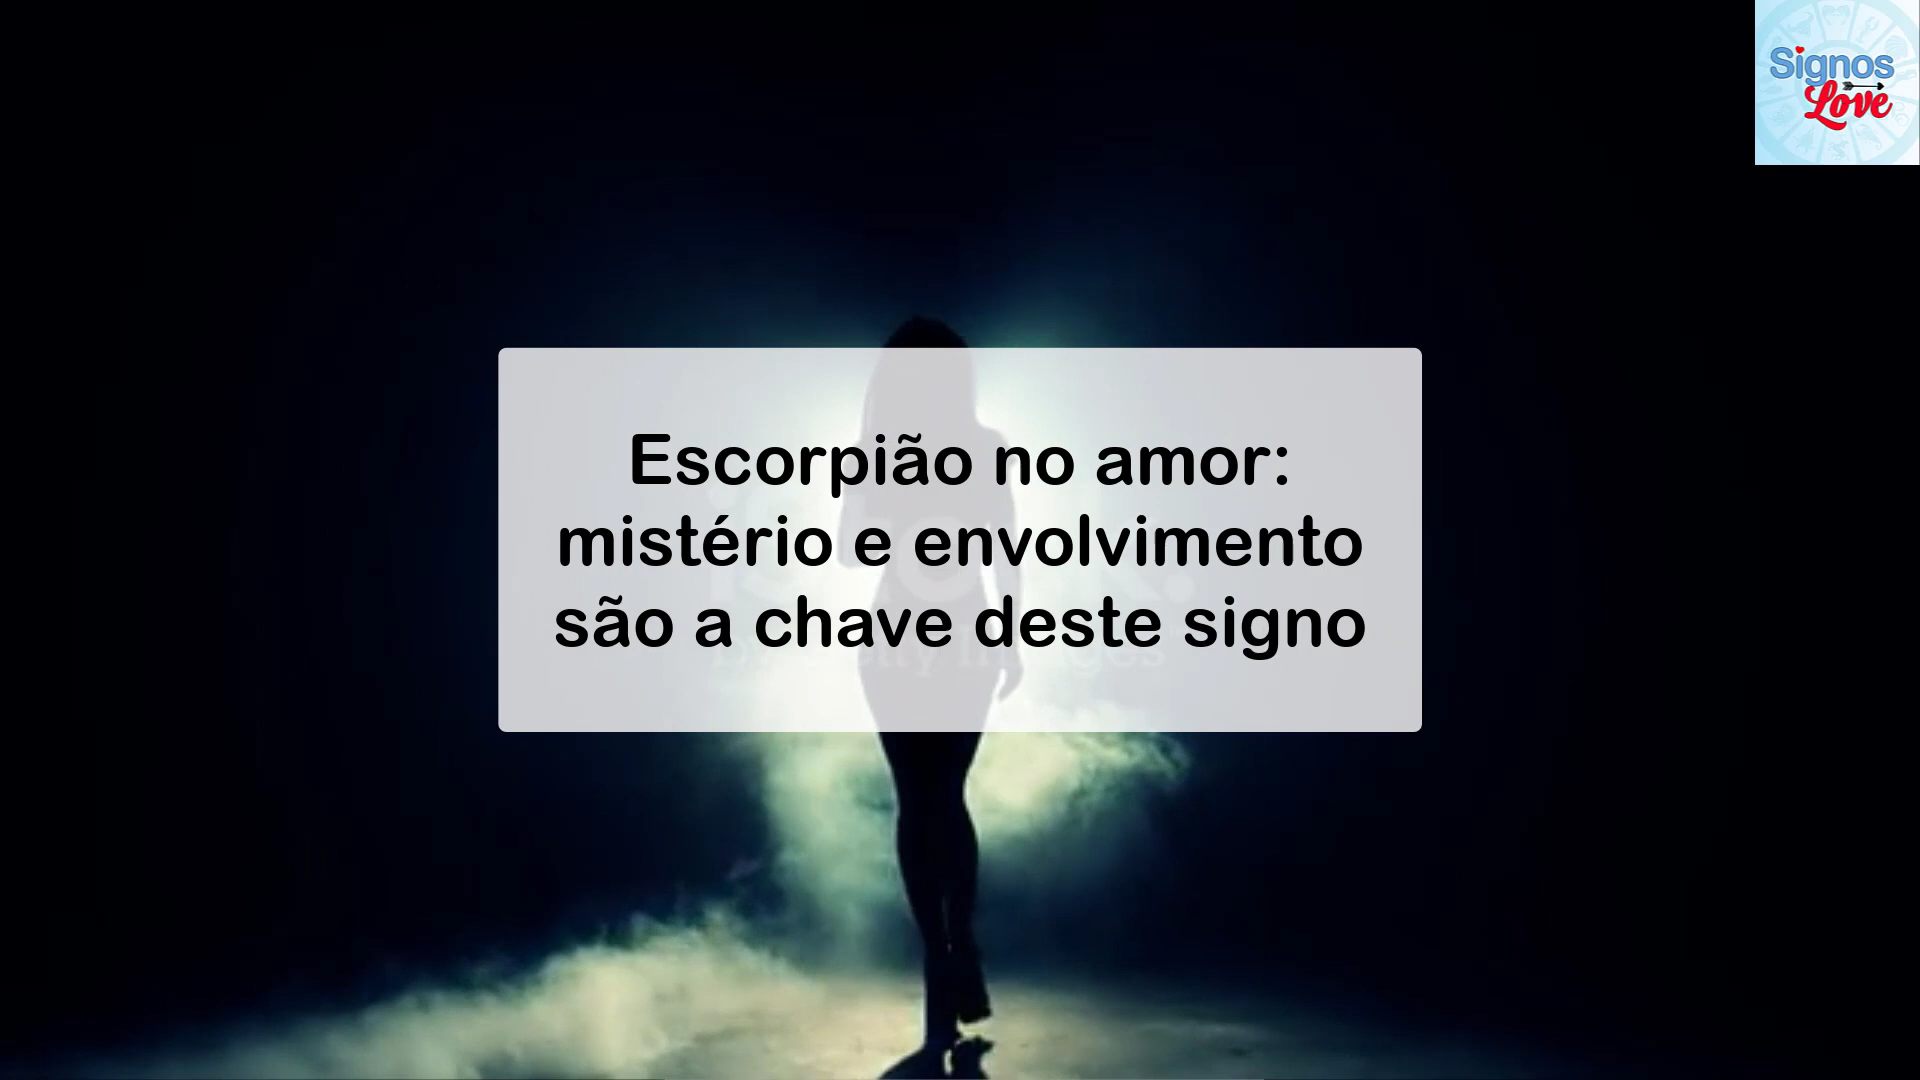 Signos
Love
Escorpião no amor:
mistério e envolvimento
são a chave deste signo